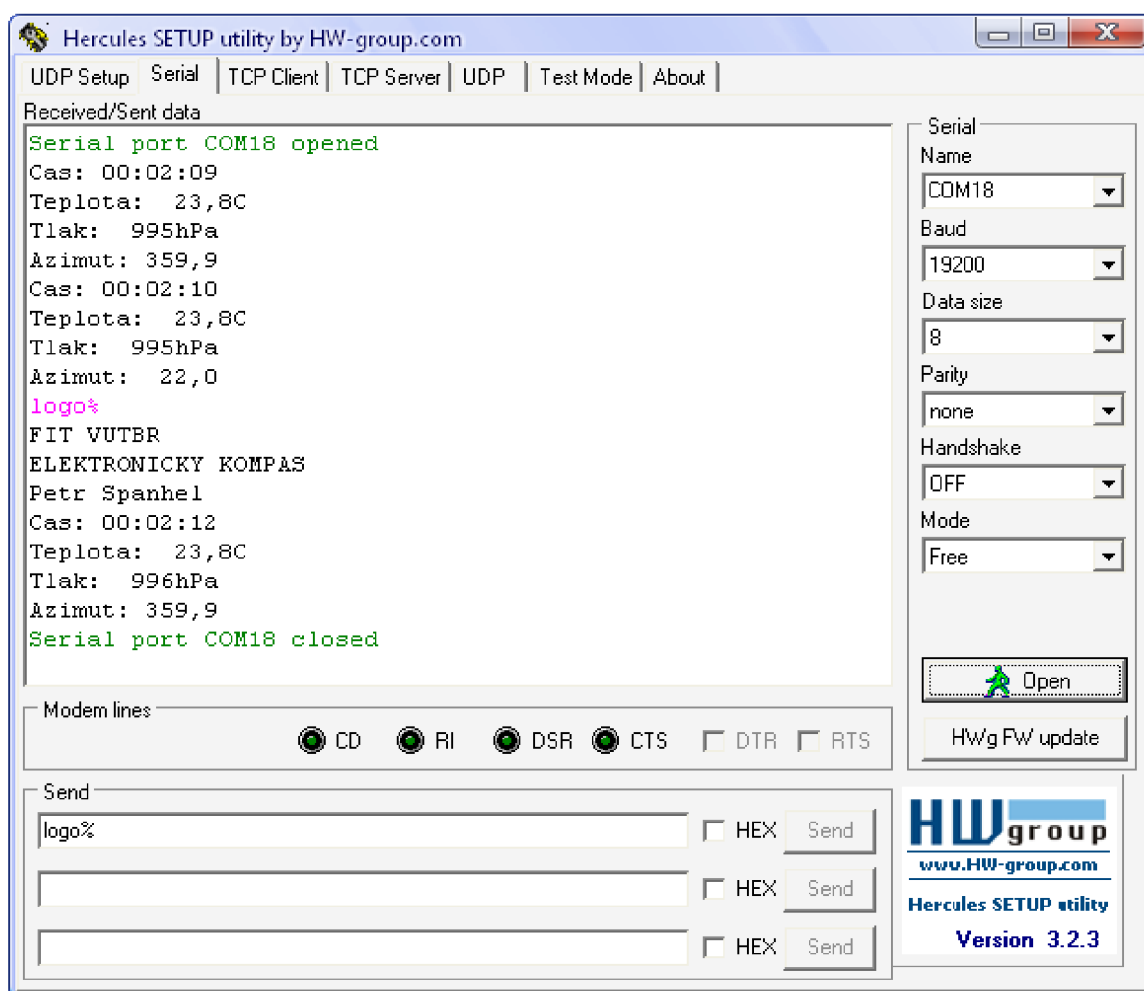 Hercules SETUP utility by HW-group.com
UDP Setup Serial TCP Client TCP Server UDP Test Mode About
Received/Sent data
Serial port COM18 opened
Cas: 00:02:09
Teplota:  23,8C
Tlak:  995hPa
Azimut: 359,9
Cas: 00:02:10
Teplota:  23,8C
Tlak:  995hPa
Azimut:  22,0
logo%
FIT VUTBR
ELEKTRONICKY KOMPAS
Petr Spanhel
Cas: 00:02:12
Teplota:  23,8C
Tlak:  996hPa
Azimut: 359,9
Serial port COM18 closed
Serial
Name
COM18
Baud
19200
Data size
8
Parity
none
Handshake
OFF
Mode
Free
Open
HWg FW update
Modem lines
CD RI DSR CTS DTR RTS
Send
logo% HEX Send
HEX Send
HEX Send
HW group
www.HW-group.com
Hercules SETUP utility
Version 3.2.3